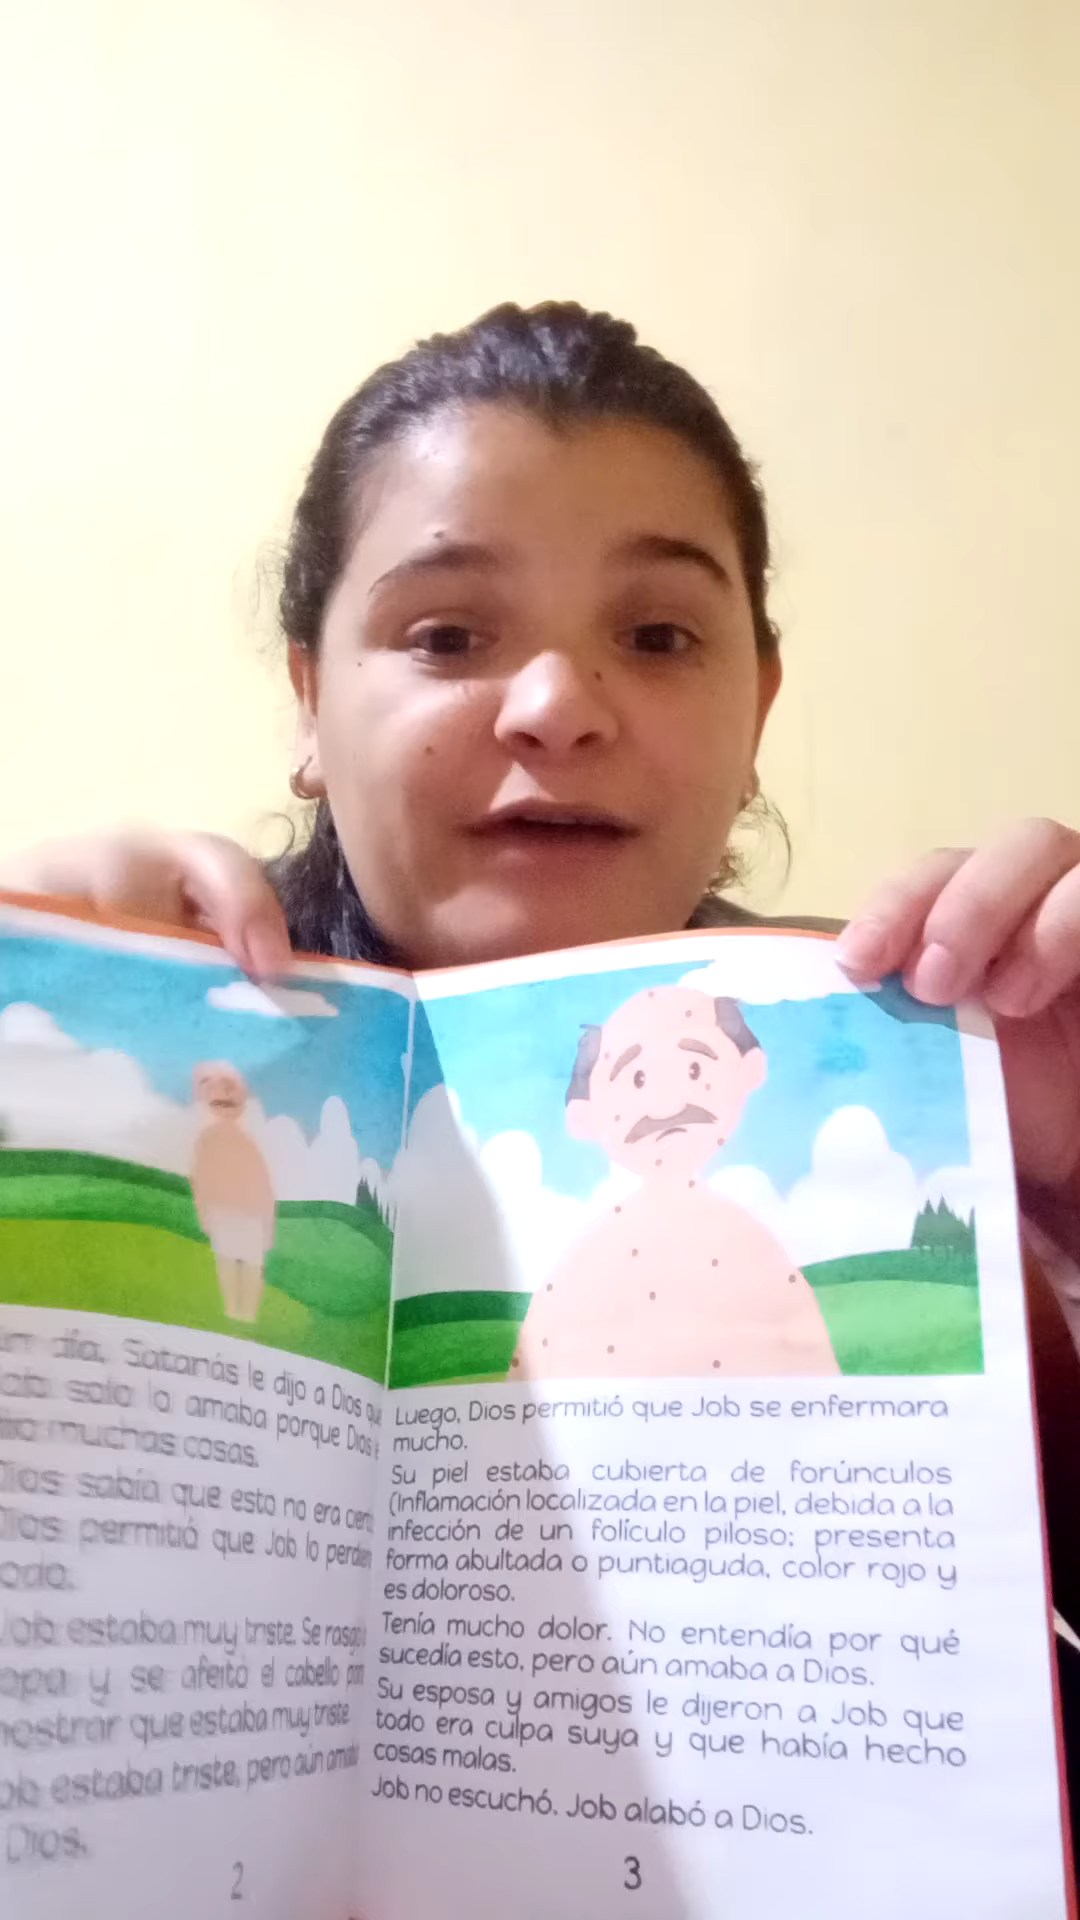 día, Satanás le dijo a Dios
solo la amaba porque Dios
muchas cosas.
Dios sabía que esto no era
Dios permitió que Job lo
Job estaba muy triste. Se
y se afeitó el cabello
que estaba muy triste
estaba triste, pero aún
Dios.
2
Luego, Dios permitió que Job se enfermara
mucho.
Su piel estaba cubierta de forúnculos
(Inflamación localizada en la piel, debida a la
infección de un folículo piloso; presenta
forma abultada o puntiaguda, color rojo y
es doloroso.
Tenía mucho dolor. No entendía por qué
sucedía esto, pero aún amaba a Dios.
Su esposa y amigos le dijeron a Job que
todo era culpa suya y que había hecho
cosas malas.
Job no escuchó. Job alabó a Dios.
3